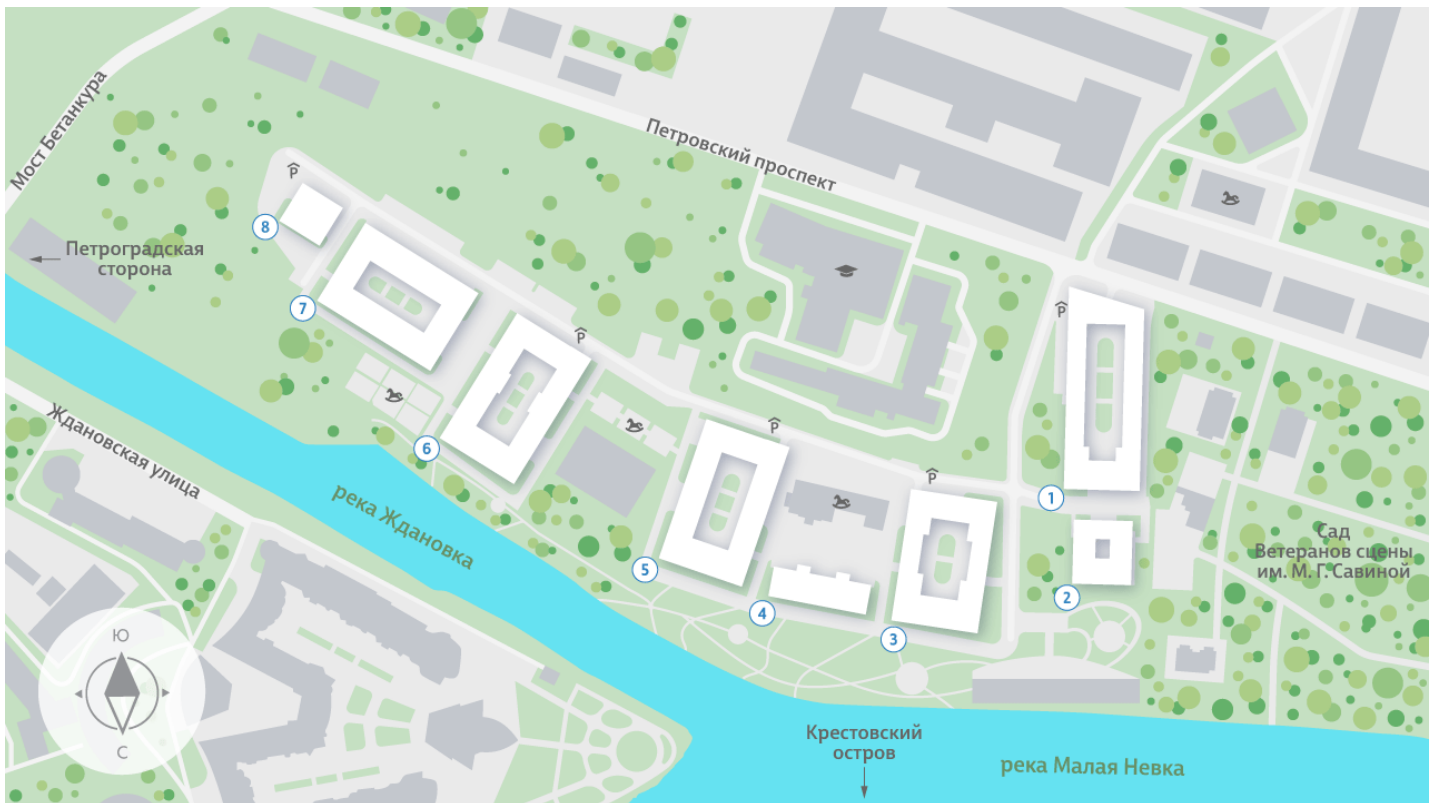 Мост Бетанкура
Петровский проспект
P
8
Петроградская
сторона
7
P
P
6
Ждановская улица
P
P
1
река Ждановка
5
Сад
Ветеранов сцены
им. М. Г. Савиной
2
4
3
Ю
С
Крестовский
остров
река Малая Невка